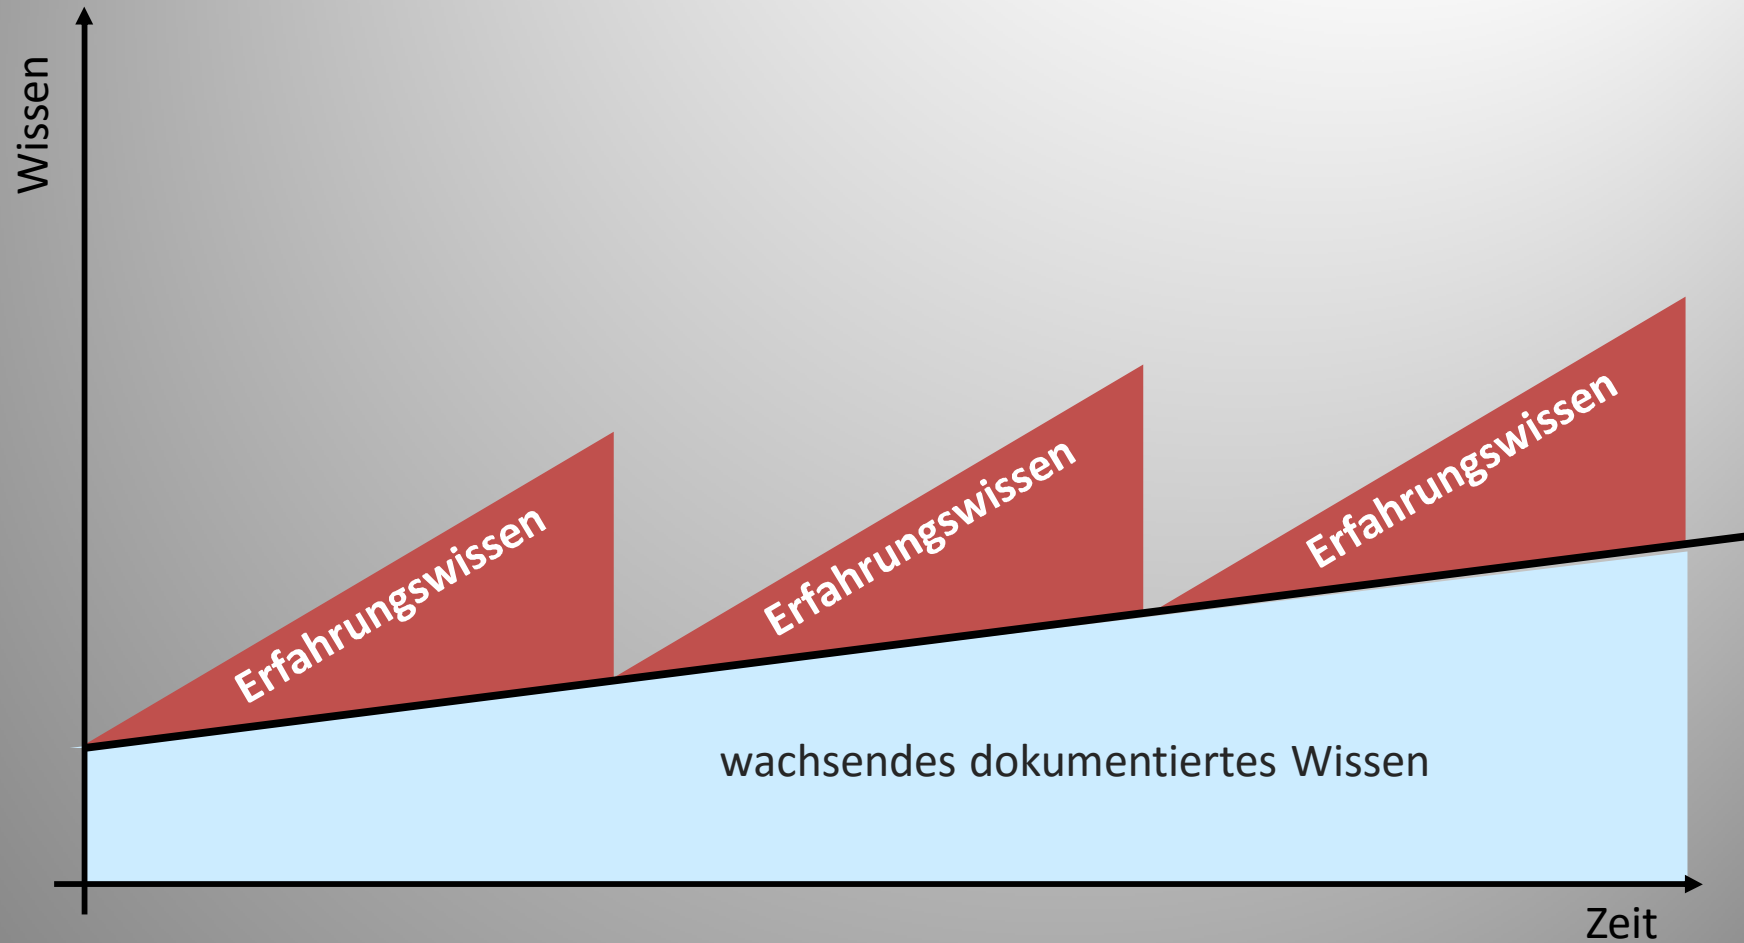 Wissen
Erfahrungswissen
Erfahrungswissen
Erfahrungswissen
wachsendes dokumentiertes Wissen
Zeit